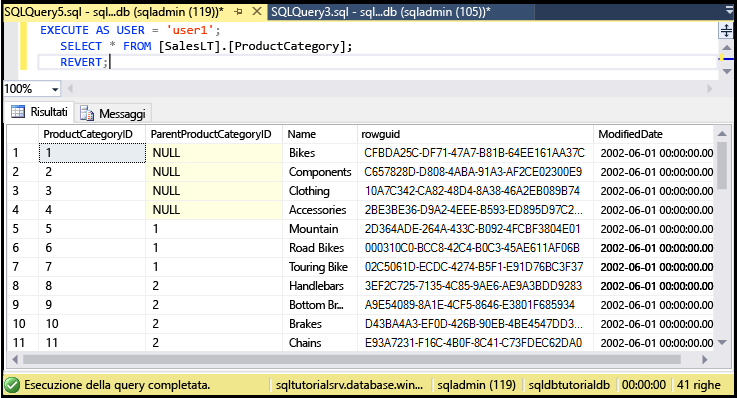 SQLQuery5.sql - sql...db (sqladmin (119))* SQLQuery3.sql - sql...db (sqladmin (105))*
EXECUTE AS USER = 'user1';
SELECT * FROM [SalesLT].[ProductCategory];
REVERT;
100%
Risultati Messaggi
ProductCategoryID ParentProductCategoryID Name rowguid ModifiedDate
1 1 NULL Bikes CFBDA25C-DF71-47A7-B81B-64EE161AA37C 2002-06-01 00:00:00.00
2 2 NULL Components C657828D-D808-4ABA-91A3-AF2CE02300E9 2002-06-01 00:00:00.00
3 3 NULL Clothing 10A7C342-CA82-48D4-8A38-46A2EB089B74 2002-06-01 00:00:00.00
4 4 NULL Accessories 2BE3BE36-D9A2-4EEE-B593-ED895D97C2... 2002-06-01 00:00:00.00
5 5 1 Mountain 2D364ADE-264A-433C-B092-4FCBF3804E01 2002-06-01 00:00:00.00
6 6 1 Road Bikes 000310C0-BCC8-42C4-B0C3-45AE611AF06B 2002-06-01 00:00:00.00
7 7 1 Touring Bike 02C5061D-ECDC-4274-B5F1-E91D76BC3F37 2002-06-01 00:00:00.00
8 8 2 Handlebars 3EF2C725-7135-4C85-9AE6-AE9A3BDD9283 2002-06-01 00:00:00.00
9 9 2 Bottom Br... A9E54089-8A1E-4CF5-8646-E3801F685934 2002-06-01 00:00:00.00
10 10 2 Brakes D43BA4A3-EF0D-426B-90EB-4BE4547DD3... 2002-06-01 00:00:00.00
11 11 2 Chains E93A7231-F16C-4B0F-8C41-C73FDEC62DA0 2002-06-01 00:00:00.00
Esecuzione della query completata. sqltutorialsrv.database.win... sqladmin (119) sqldbtutorialdb 00:00:00 41 righe